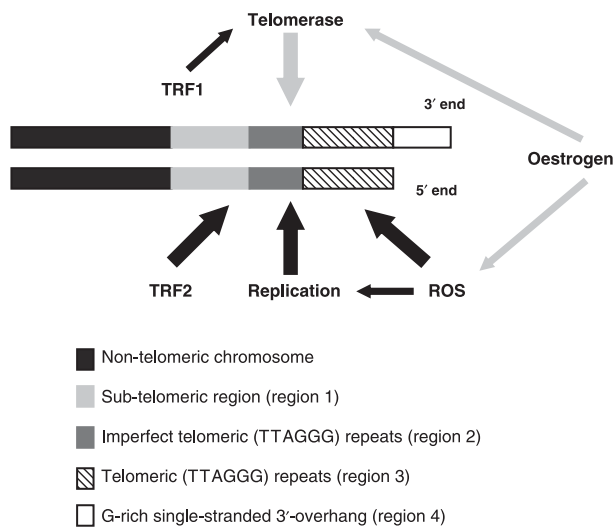 Telomerase
TRF1
3′ end
Oestrogen
5′ end
TRF2
Replication
ROS
Non-telomeric chromosome
Sub-telomeric region (region 1)
Imperfect telomeric (TTAGGG) repeats (region 2)
Telomeric (TTAGGG) repeats (region 3)
G-rich single-stranded 3′-overhang (region 4)